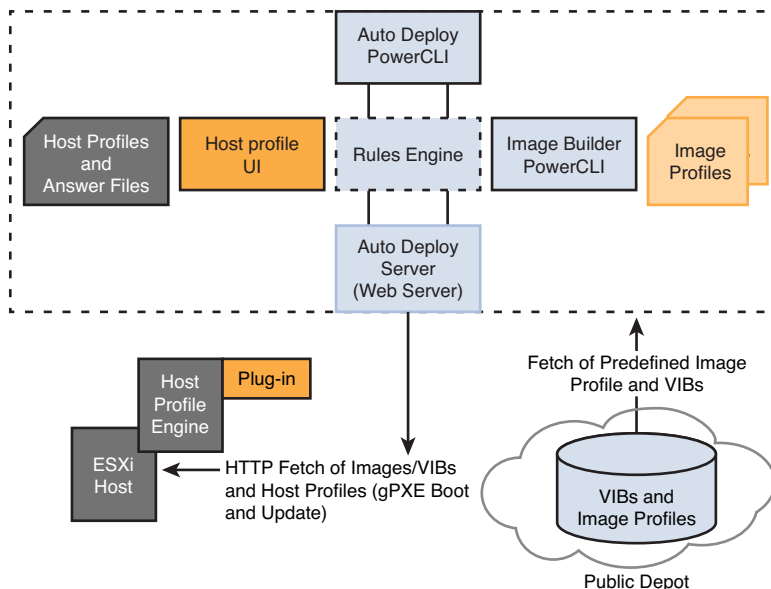 Auto Deploy
PowerCLI
Host Profiles
and
Answer Files
Host profile
UI
Rules Engine
Image Builder
PowerCLI
Image
Profiles
Auto Deploy
Server
(Web Server)
Host
Profile
Engine
Plug-in
ESXi
Host
HTTP Fetch of Images/VIBs
and Host Profiles (gPXE Boot
and Update)
Fetch of Predefined Image
Profile and VIBs
VIBs and
Image Profiles
Public Depot